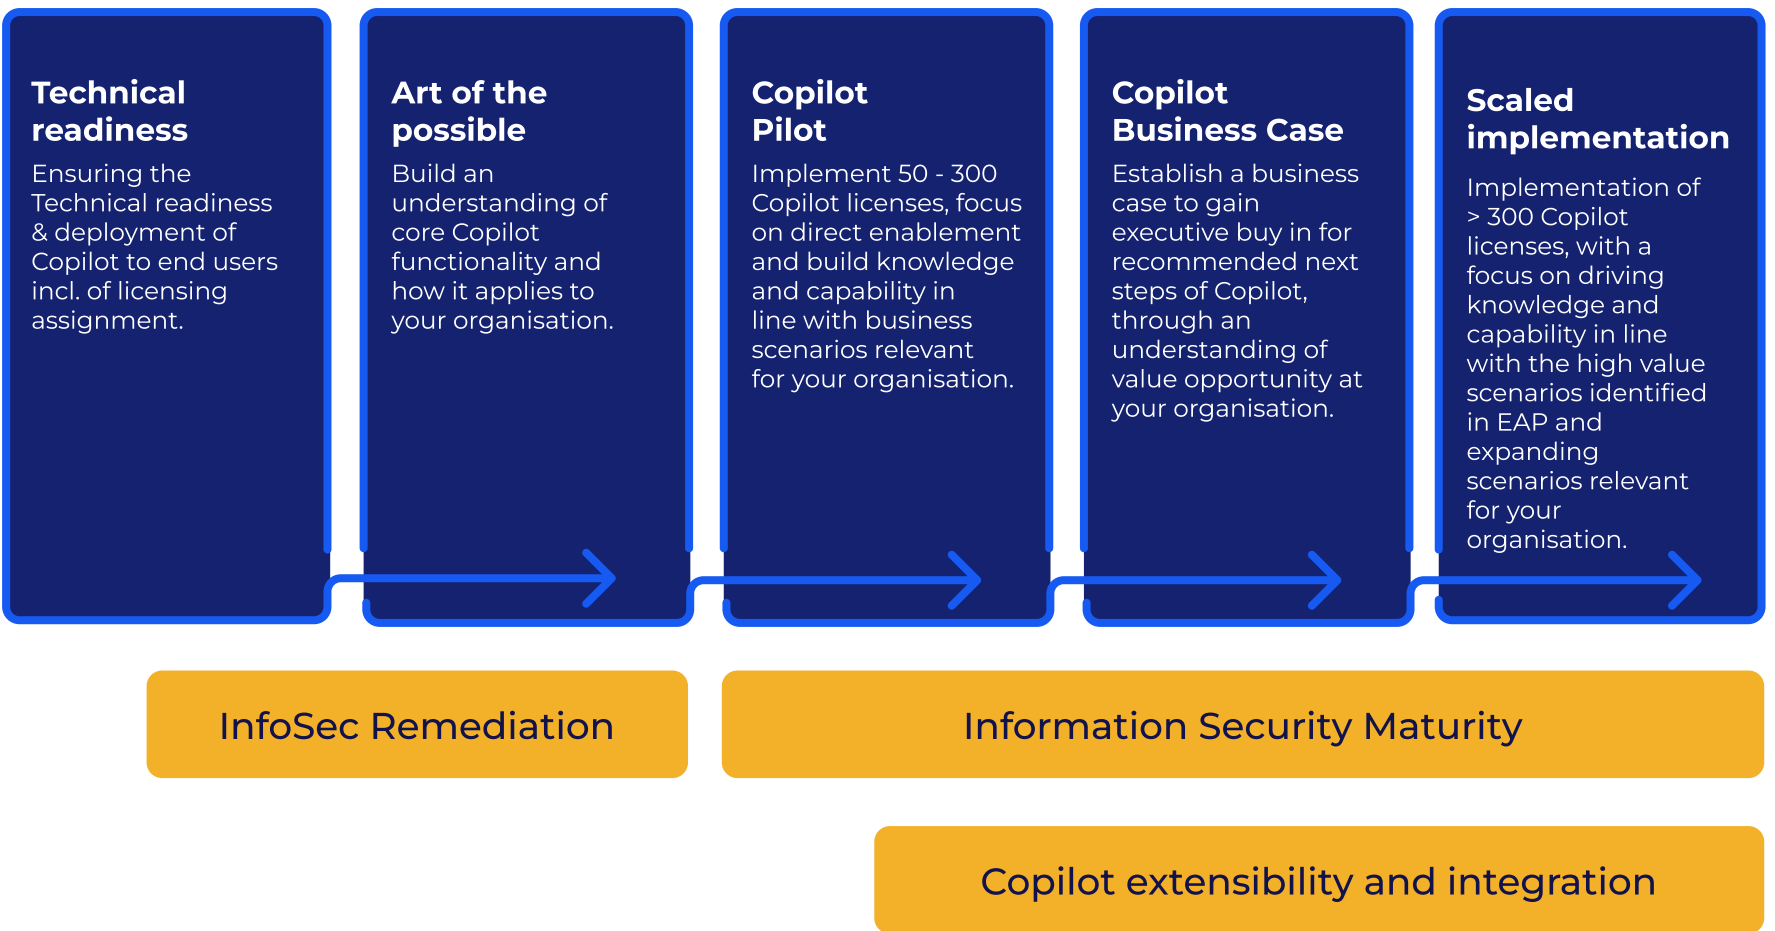 Technical
readiness
Ensuring the
Technical readiness
& deployment of
Copilot to end users
incl. of licensing
assignment.
Art of the
possible
Build an
understanding of
core Copilot
functionality and
how it applies to
your organisation.
Copilot
Pilot
Implement 50 - 300
Copilot licenses, focus
on direct enablement
and build knowledge
and capability in
line with business
scenarios relevant
for your organisation.
Copilot
Business Case
Establish a business
case to gain
executive buy in for
recommended next
steps of Copilot,
through an
understanding of
value opportunity at
your organisation.
Scaled
implementation
Implementation of
> 300 Copilot
licenses, with a
focus on driving
knowledge and
capability in line
with the high value
scenarios identified
in EAP and
expanding
scenarios relevant
for your
organisation.
InfoSec Remediation
Information Security Maturity
Copilot extensibility and integration